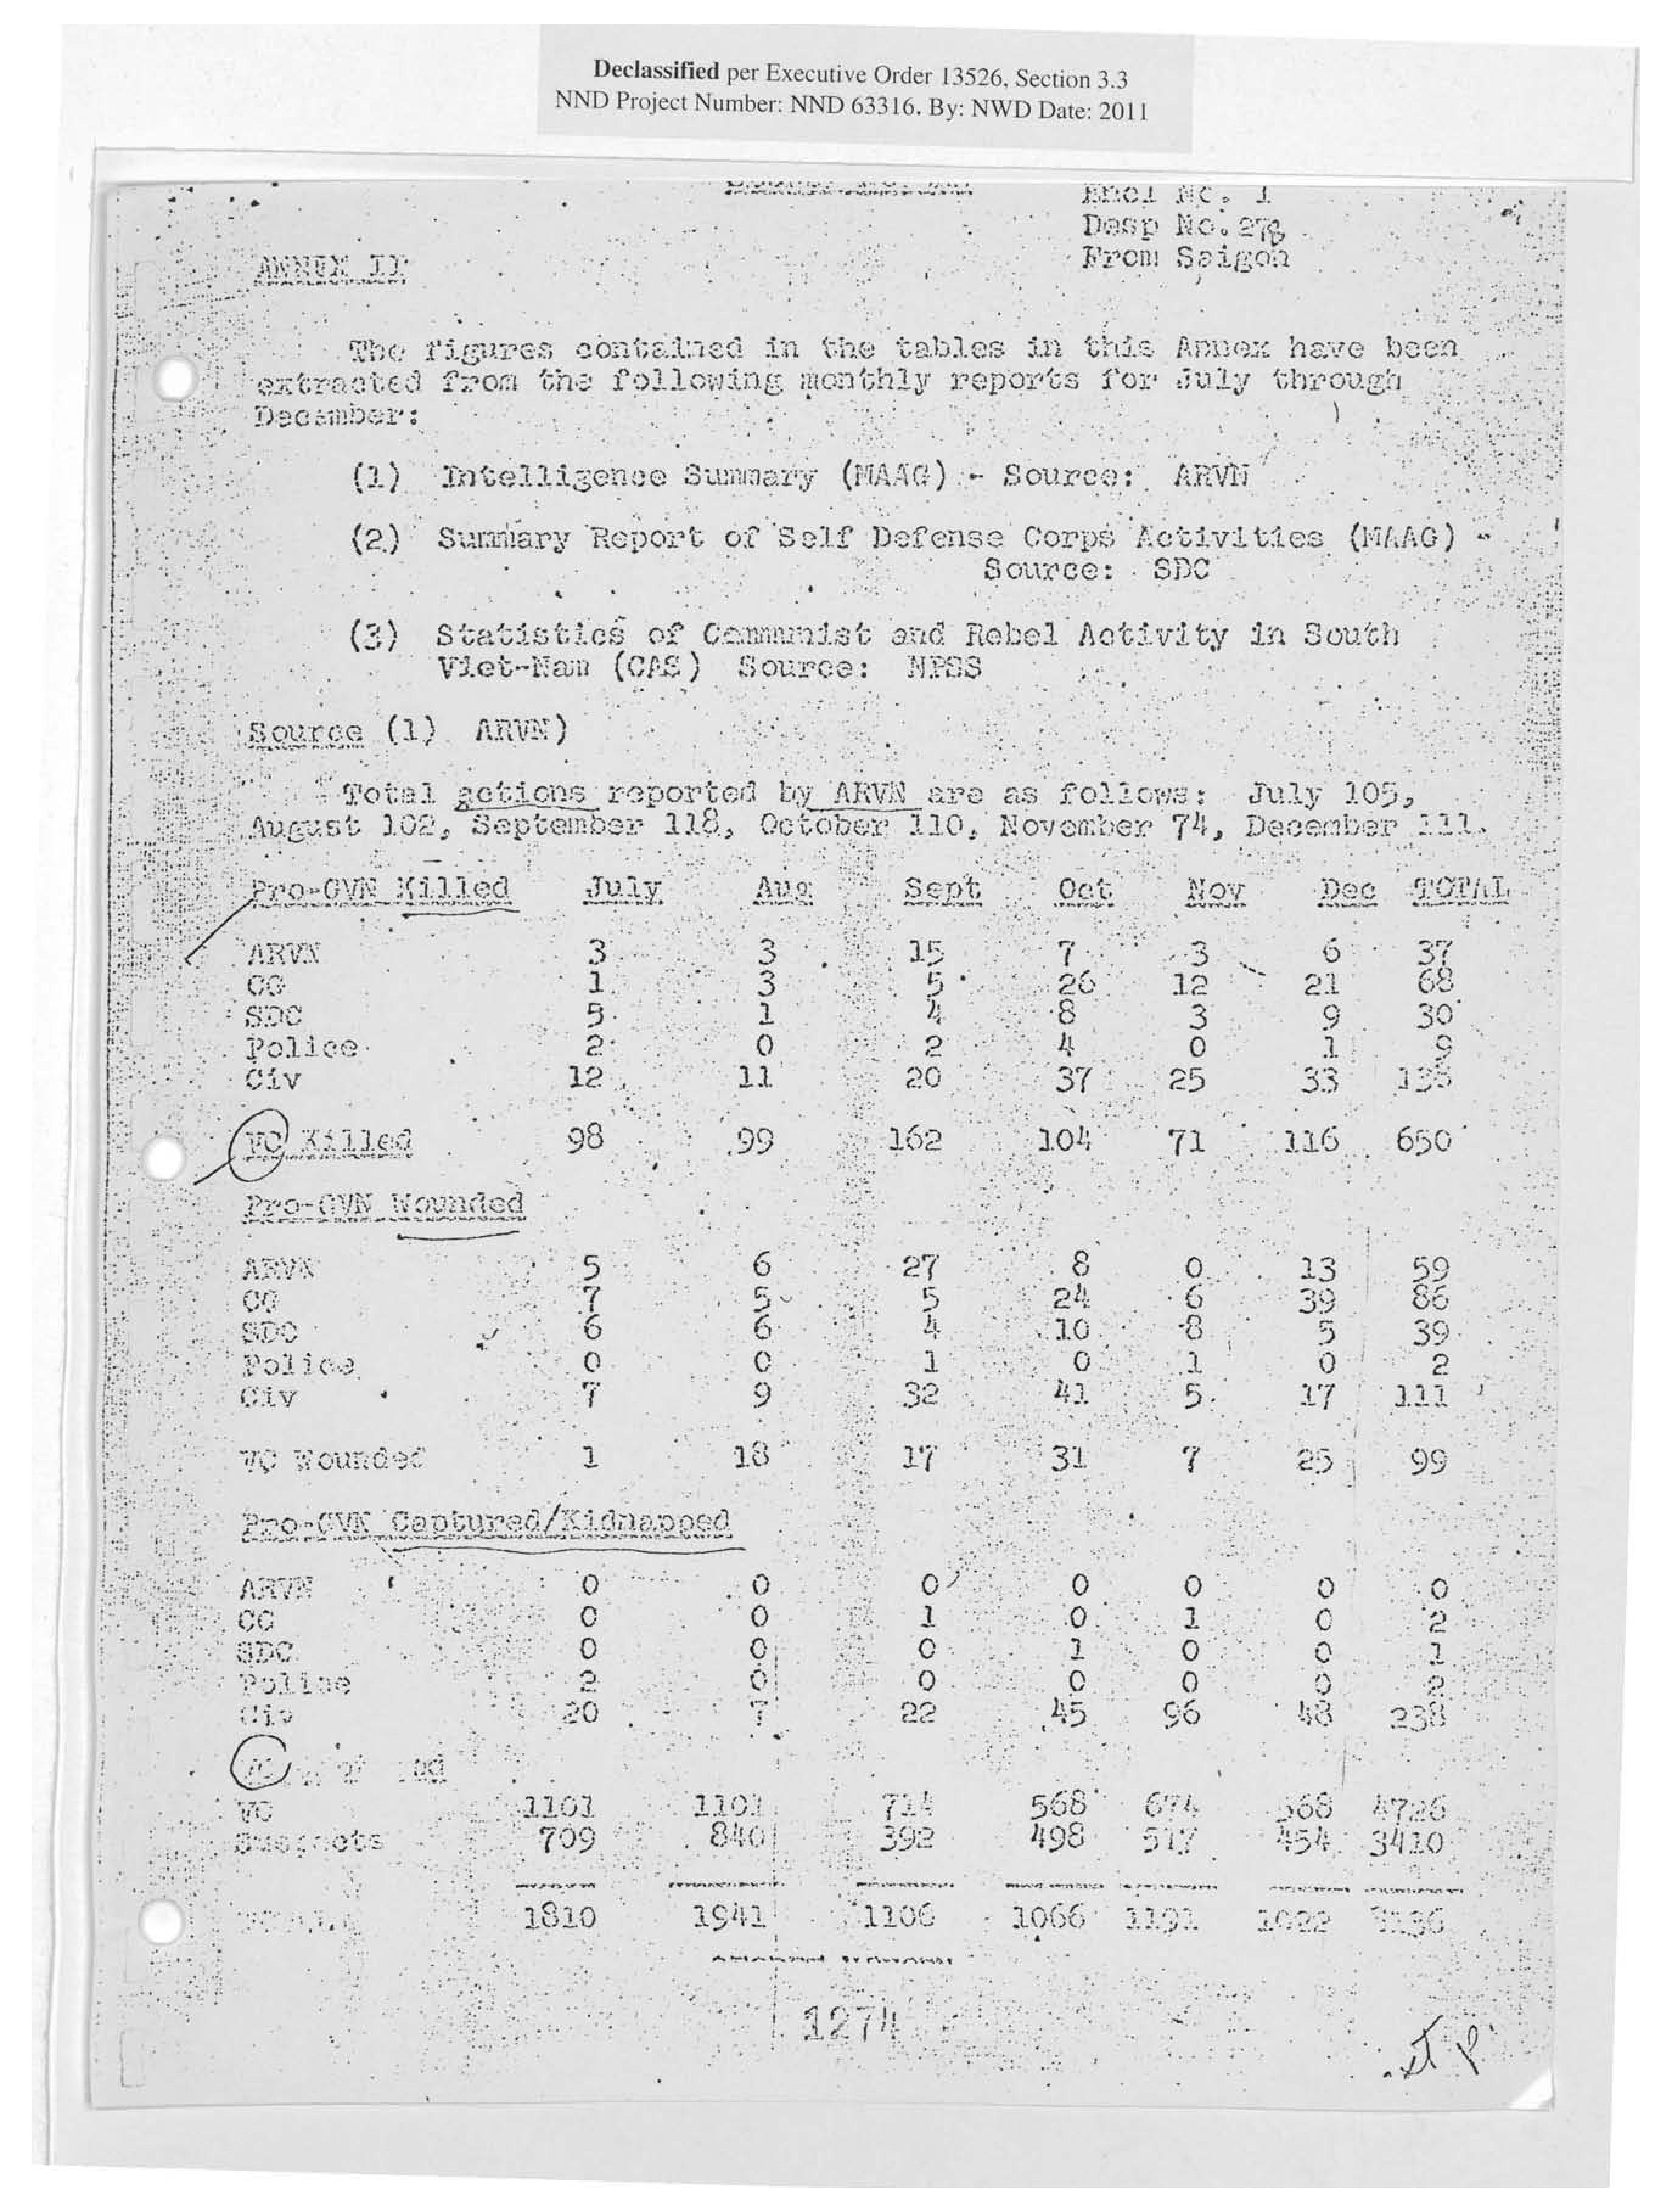 Declassified per Executive Order 13526, Section 3.3
NND Project Number: NND 63316. By: NWD Date: 2011
Encl No. 1
Desp No. 278
From Saigon
ANNEX II
The figures contained in the tables in this Annex have been
extracted from the following monthly reports for July through
December:
(1) Intelligence Summary (MAAG) - Source: ARVN
(2) Summary Report of Self Defense Corps Activities (MAAG) -
Source: SDC
(3) Statistics of Communist and Rebel Activity in South
Viet-Nam (CAS) Source: NPSS
Source (1) ARVN)
Total actions reported by ARVN are as follows: July 105,
August 102, September 118, October 110, November 74, December 111.
Pro-GVN Killed July Aug Sept Oct Nov Dec TOTAL
ARVN 3 3 15 7 3 6 37
CG 1 3 5 26 12 21 68
SDC 5 1 4 8 3 9 30
Police 2 0 2 4 0 1 9
Civ 12 11 20 37 25 33 138
VC Killed 98 99 162 104 71 116 650
Pro-GVN Wounded
ARVN 5 6 27 8 0 13 59
CG 7 5 5 24 6 39 86
SDC 6 6 4 10 8 5 39
Police 0 0 1 0 1 0 2
Civ 7 9 32 41 5 17 111
VC Wounded 1 18 17 31 7 25 99
Pro-GVN Captured/Kidnapped
ARVN 0 0 0 0 0 0 0
CG 0 0 1 0 1 0 2
SDC 0 0 0 1 0 0 1
Police 2 0 0 0 0 0 2
Civ 20 7 22 45 96 48 238
VC
VC 1101 1101 714 568 674 568 4726
Suspects 709 840 392 498 517 454 3410
1810 1941 1106 1066 1191 1022 8136
1274